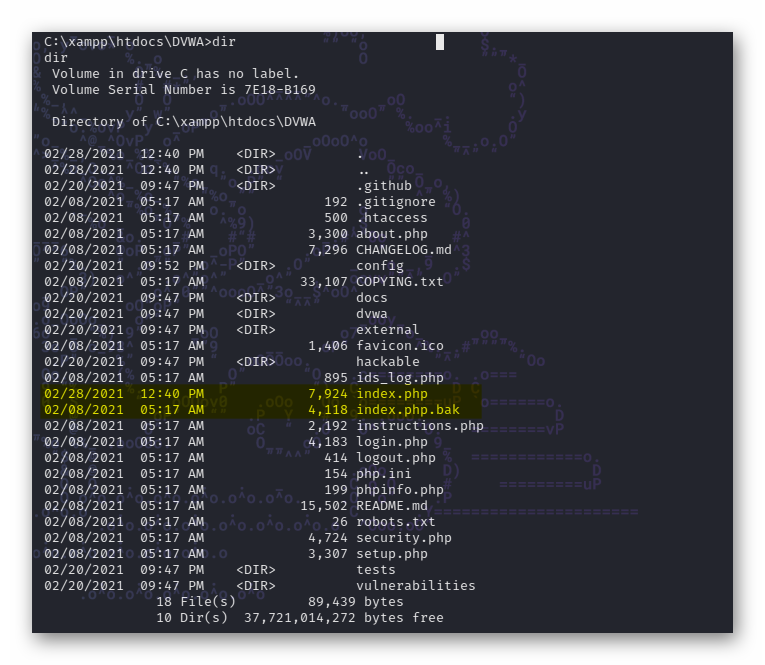 C:\xampp\htdocs\DVWA>dir
dir
Volume in drive C has no label.
Volume Serial Number is 7E18-B169
Directory of C:\xampp\htdocs\DVWA
02/28/2021 12:40 PM <DIR> .
02/28/2021 12:40 PM <DIR> ..
02/20/2021 09:47 PM <DIR> .github
02/08/2021 05:17 AM 192 .gitignore
02/08/2021 05:17 AM 500 .htaccess
02/08/2021 05:17 AM 3,300 about.php
02/08/2021 05:17 AM 7,296 CHANGELOG.md
02/20/2021 09:52 PM <DIR> config
02/08/2021 05:17 AM 33,107 COPYING.txt
02/20/2021 09:47 PM <DIR> docs
02/20/2021 09:47 PM <DIR> dvwa
02/20/2021 09:47 PM <DIR> external
02/08/2021 05:17 AM 1,406 favicon.ico
02/20/2021 09:47 PM <DIR> hackable
02/08/2021 05:17 AM 895 ids_log.php
02/28/2021 12:40 PM 7,924 index.php
02/08/2021 05:17 AM 4,118 index.php.bak
02/08/2021 05:17 AM 2,192 instructions.php
02/08/2021 05:17 AM 4,183 login.php
02/08/2021 05:17 AM 414 logout.php
02/08/2021 05:17 AM 154 php.ini
02/08/2021 05:17 AM 199 phpinfo.php
02/08/2021 05:17 AM 15,502 README.md
02/08/2021 05:17 AM 26 robots.txt
02/08/2021 05:17 AM 4,724 security.php
02/08/2021 05:17 AM 3,307 setup.php
02/20/2021 09:47 PM <DIR> tests
02/20/2021 09:47 PM <DIR> vulnerabilities
18 File(s) 89,439 bytes
10 Dir(s) 37,721,014,272 bytes free